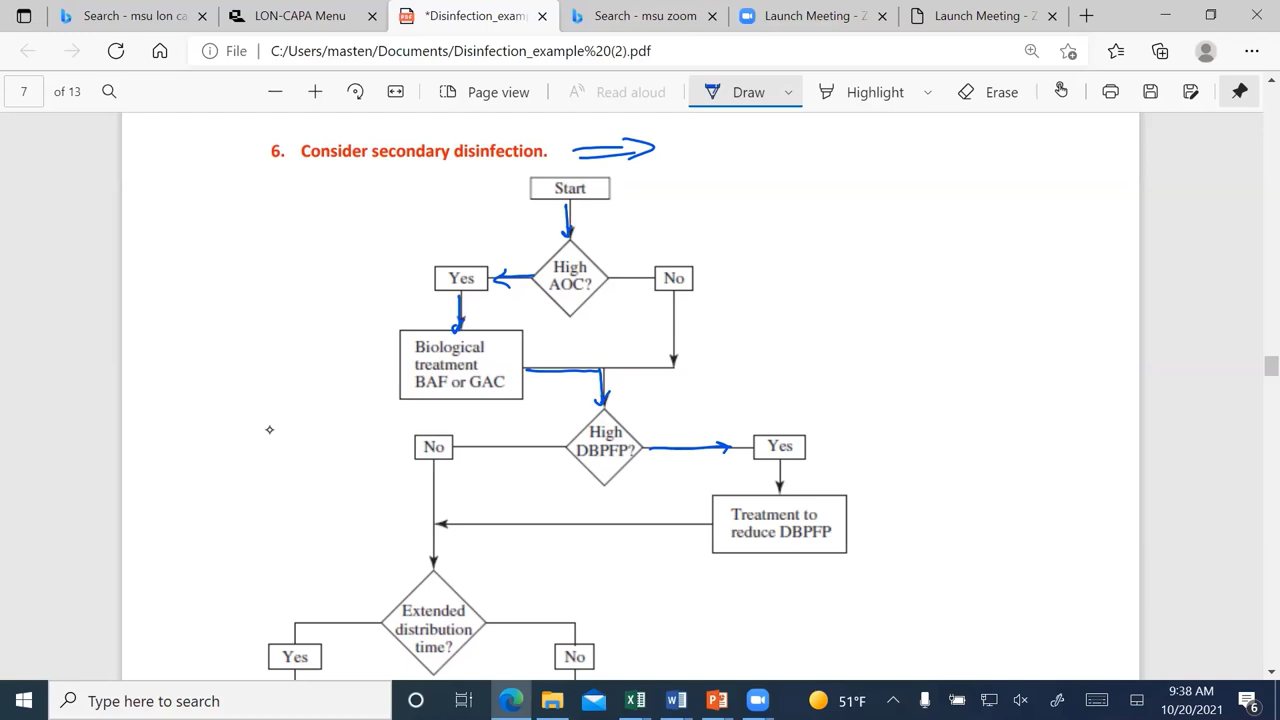 Search - msu lon ca
LON-CAPA Menu
*Disinfection_exam
Search - msu zoom
Launch Meeting - Z
Launch Meeting - Z
File
C:/Users/masten/Documents/Disinfection_example%20(2).pdf
7
of 13
Page view
Read aloud
Draw
Highlight
Erase
6. Consider secondary disinfection.
Start
High
AOC?
Yes
No
Biological
treatment
BAF or GAC
High
DBPFP?
No
Yes
Treatment to
reduce DBPFP
Extended
distribution
time?
Yes
No
Type here to search
51°F
9:38 AM
10/20/2021
6